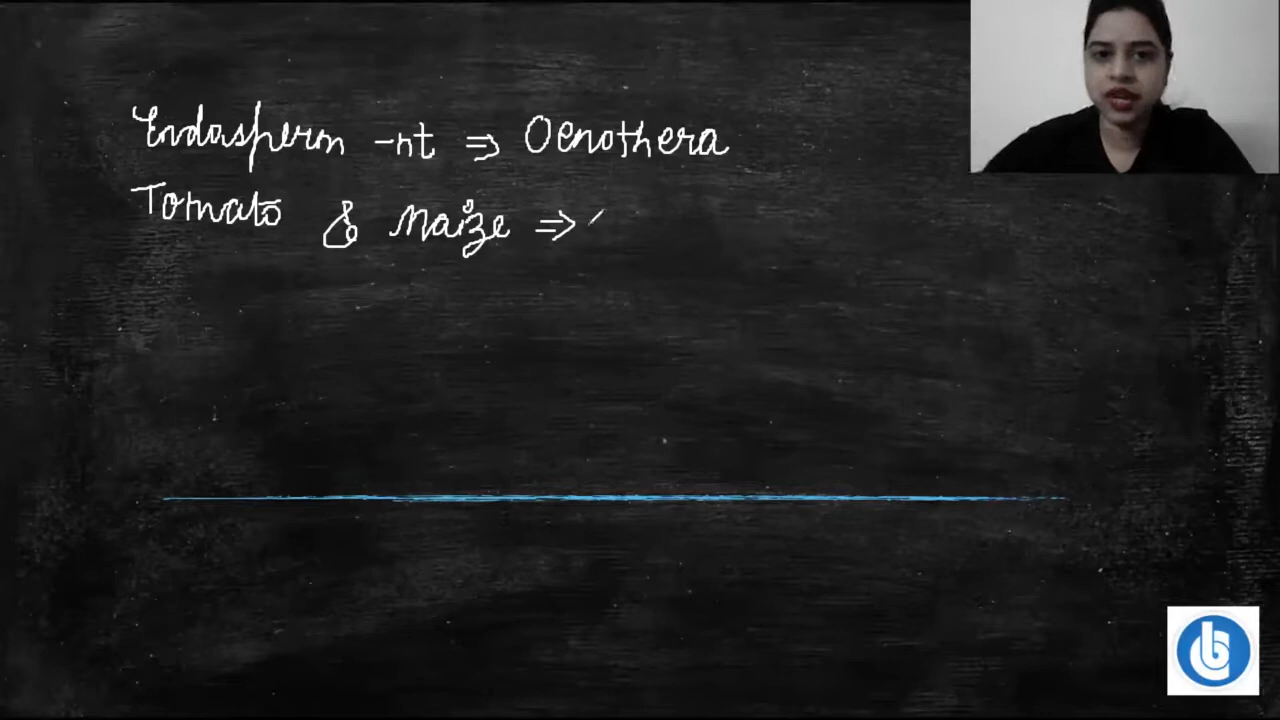 Endosperm -nt ⇒ Oenothera
Tomato & Maize ⇒